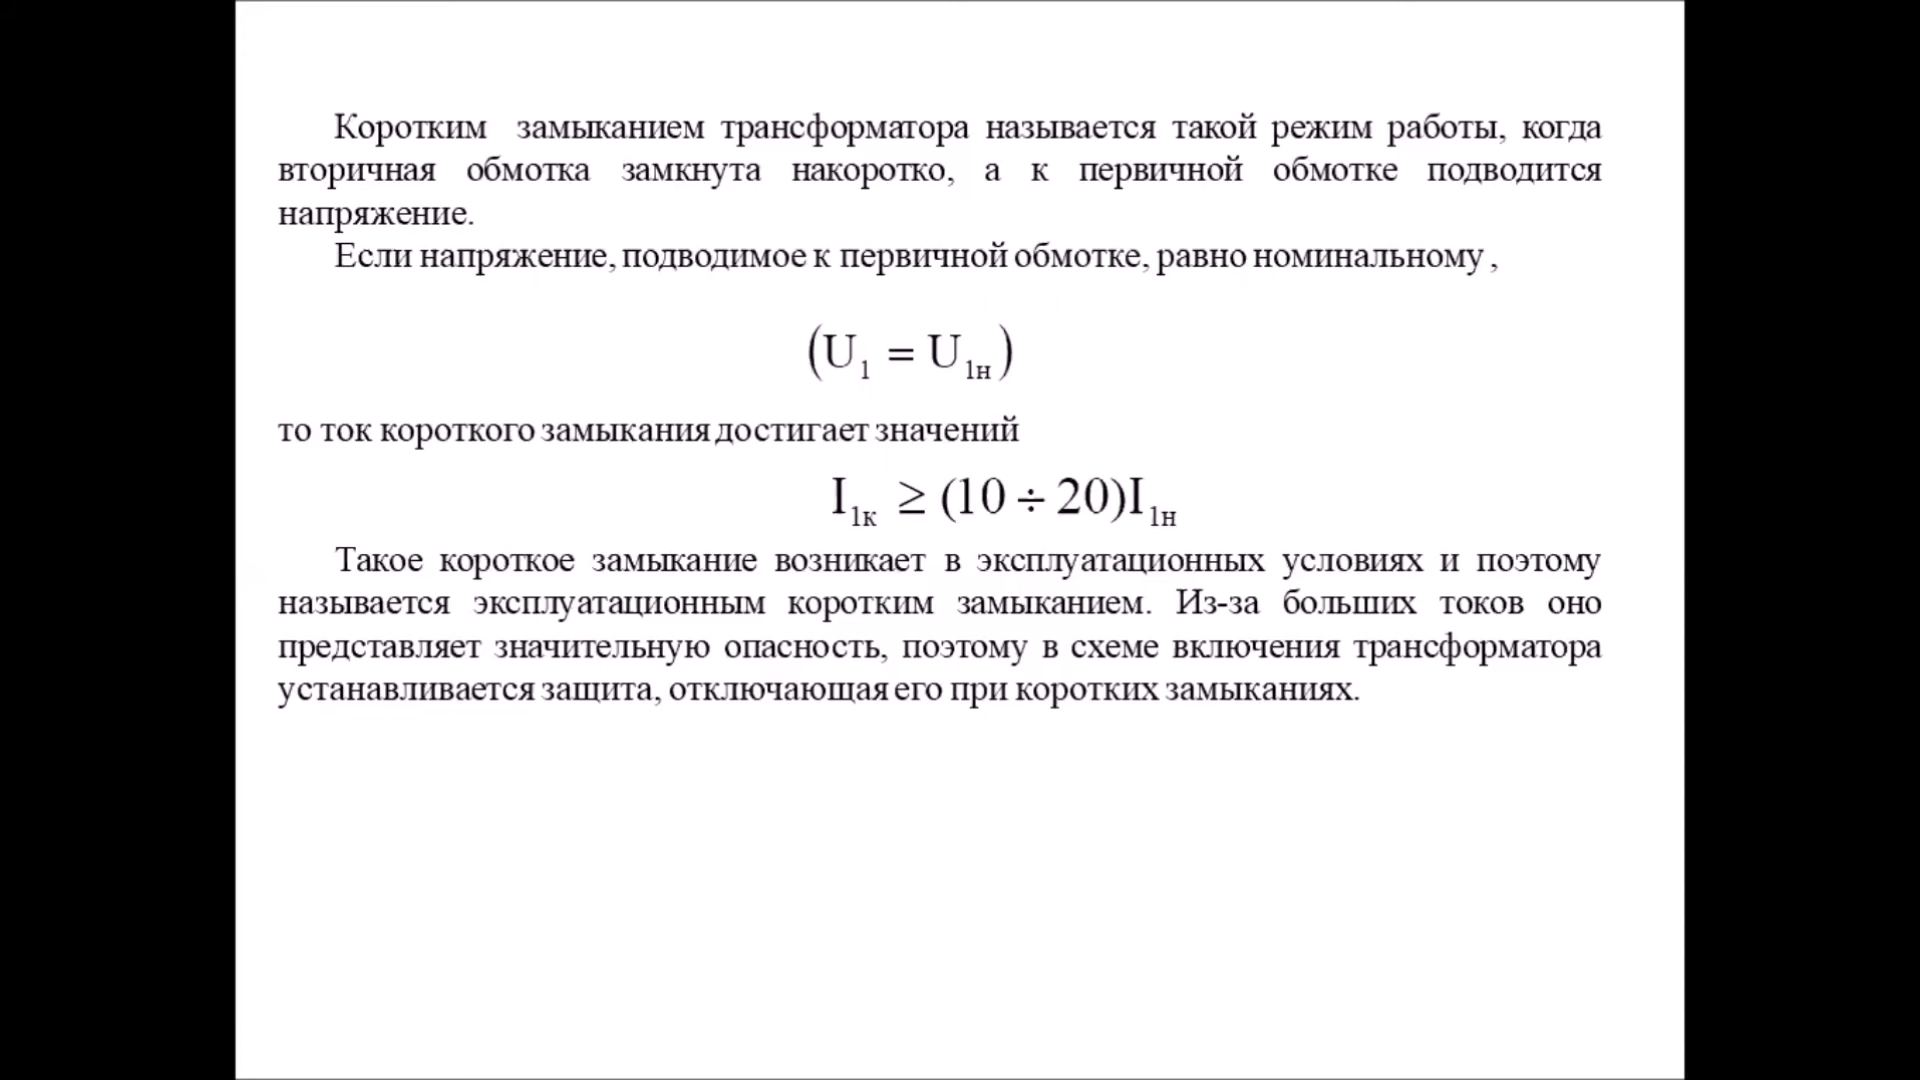 Коротким замыканием трансформатора называется такой режим работы, когда
вторичная обмотка замкнута накоротко, а к первичной обмотке подводится
напряжение.
Если напряжение, подводимое к первичной обмотке, равно номинальному ,
(U₁ = U₁ₙ)
то ток короткого замыкания достигает значений
I₁к ≥ (10 ÷ 20)I₁н
Такое короткое замыкание возникает в эксплуатационных условиях и поэтому
называется эксплуатационным коротким замыканием. Из-за больших токов оно
представляет значительную опасность, поэтому в схеме включения трансформатора
устанавливается защита, отключающая его при коротких замыканиях.